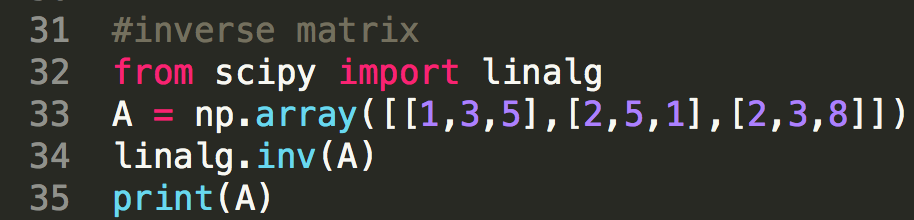 31 #inverse matrix
32 from scipy import linalg
33 A = np.array([[1,3,5],[2,5,1],[2,3,8]])
34 linalg.inv(A)
35 print(A)